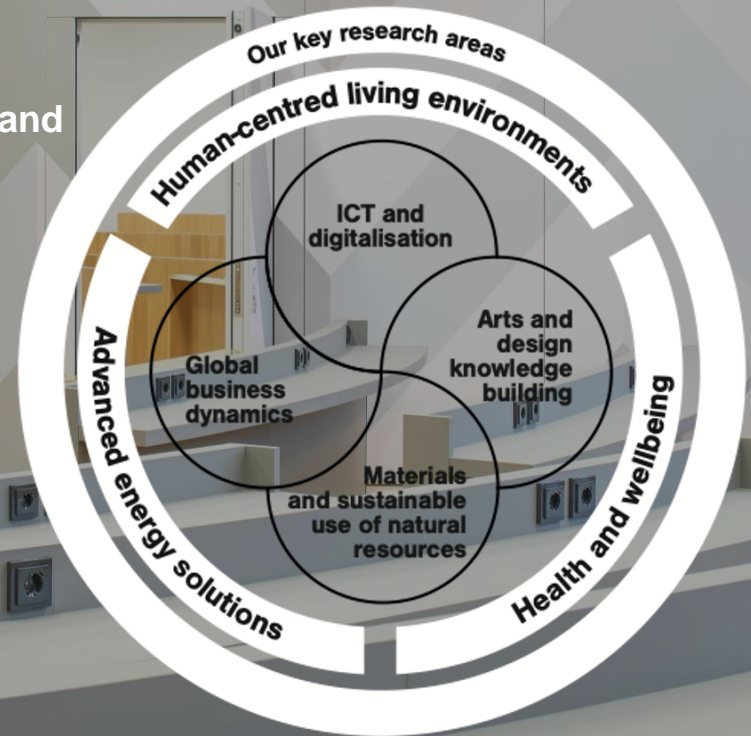 and
Our key research areas
Human-centred living environments
ICT and
digitalisation
Arts and
design
knowledge
building
Global
business
dynamics
Materials
and sustainable
use of natural
resources
Advanced energy solutions
Health and wellbeing